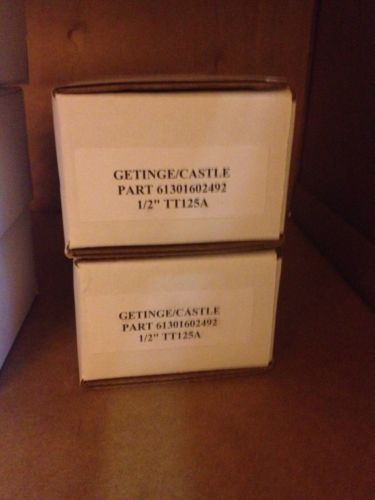 GETINGE/CASTLE
PART 61301602492
1/2" TT125A
GETINGE/CASTLE
PART 61301602492
1/2" TT125A